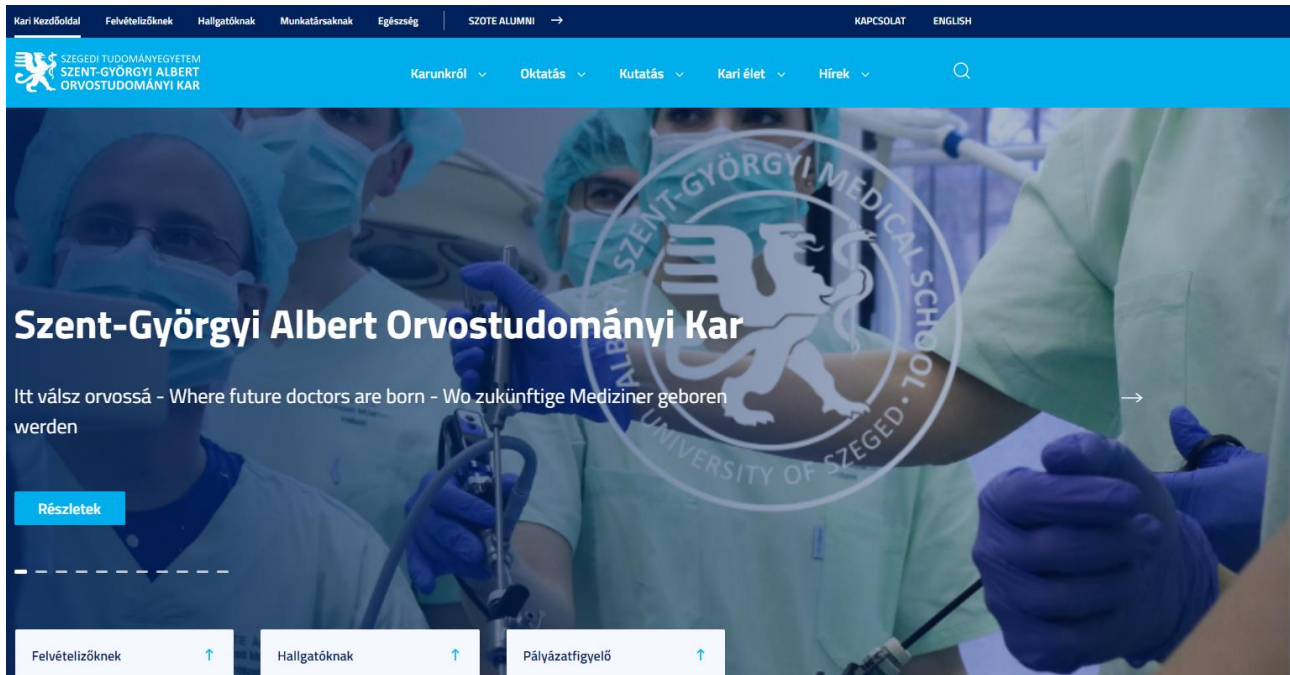 Kari Kezdőoldal Felvételizőknek Hallgatóknak Munkatársaknak Egészség SZOTE ALUMNI → KAPCSOLAT ENGLISH
SZEGEDI TUDOMÁNYEGYETEM
SZENT-GYÖRGYI ALBERT
ORVOSTUDOMÁNYI KAR
Karunkról Oktatás Kutatás Kari élet Hírek
ALBERT SZENT-GYÖRGYI MEDICAL SCHOOL
UNIVERSITY OF SZEGED
Szent-Györgyi Albert Orvostudományi Kar
Itt válsz orvossá - Where future doctors are born - Wo zukünftige Mediziner geboren
werden
→
Részletek
Felvételizőknek ↑ Hallgatóknak ↑ Pályázatfigyelő ↑